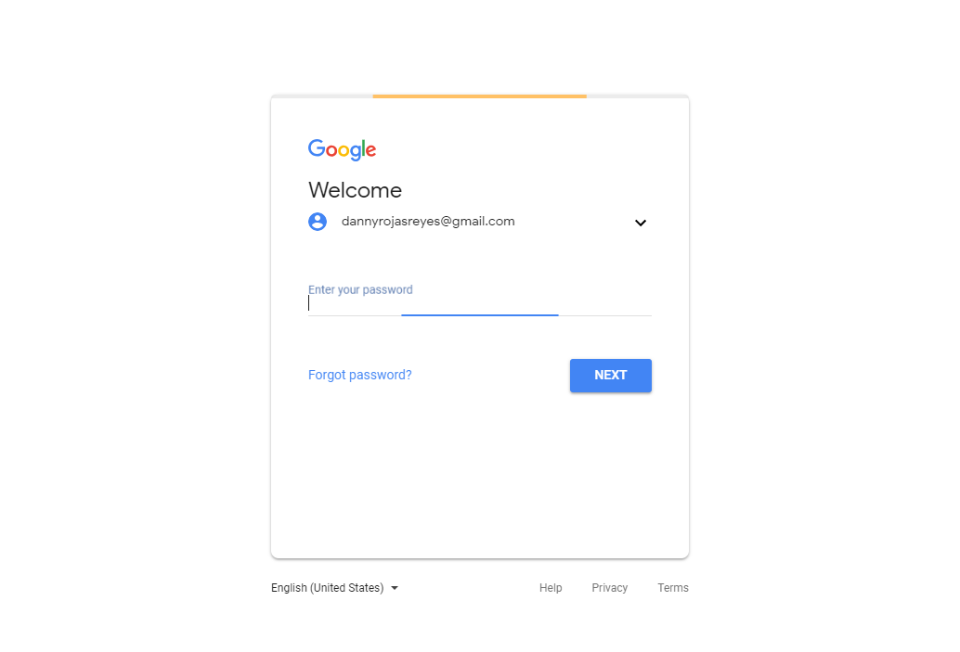 Google
Welcome
dannyrojasreyes@gmail.com
Enter your password
Forgot password?
NEXT
English (United States)
Help
Privacy
Terms